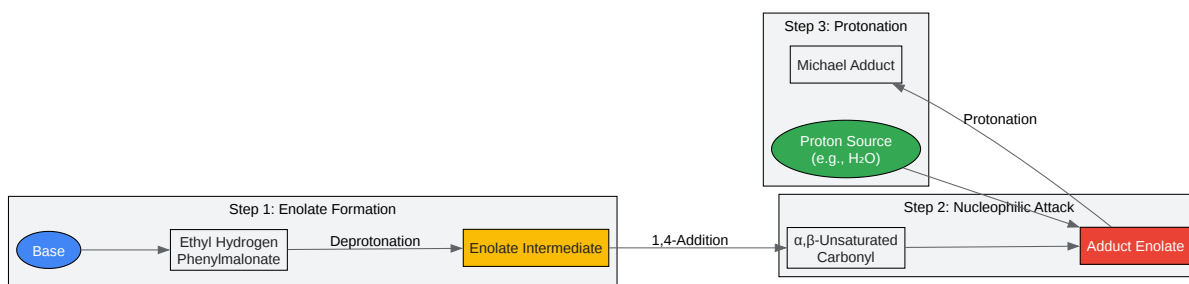 Step 3: Protonation
Michael Adduct
Protonation
Proton Source
(e.g., H₂O)
Step 1: Enolate Formation
Base
Ethyl Hydrogen
Phenylmalonate
Deprotonation
Enolate Intermediate
1,4-Addition
Step 2: Nucleophilic Attack
α,β-Unsaturated
Carbonyl
Adduct Enolate